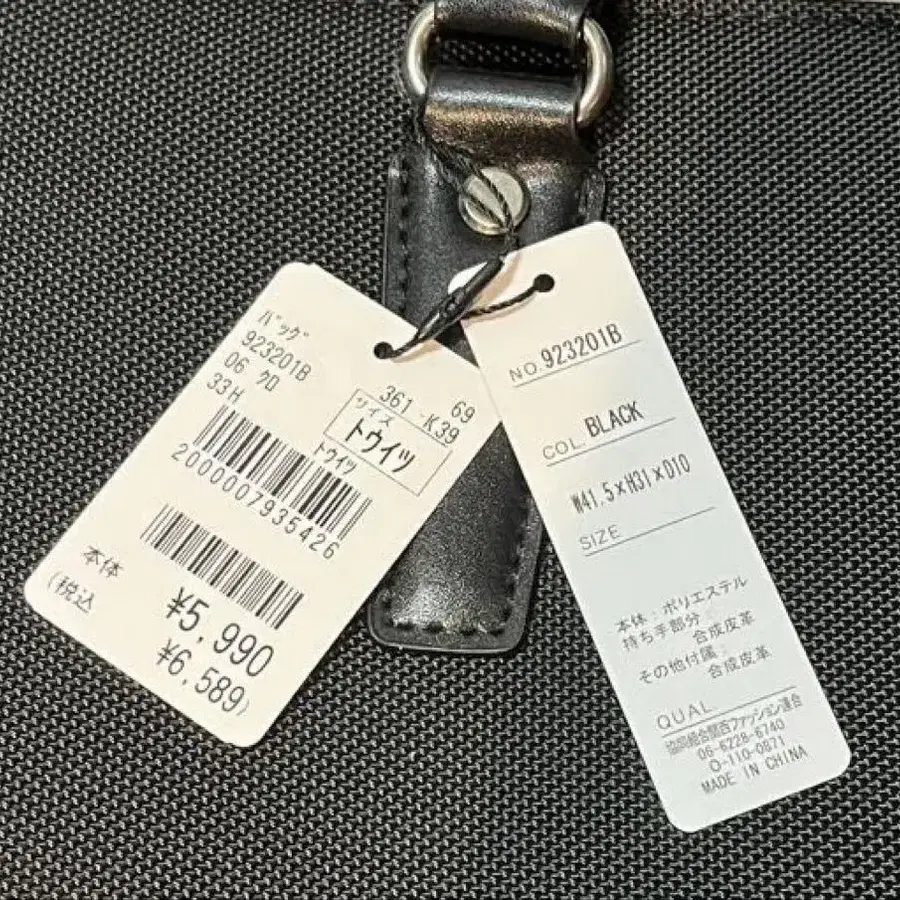 バッグ
923201B
06 クロ
33H
361 69
-K39
サイズ
トウイツ
トウイツ
2000007935426
本体 ¥5,990
(税込 ¥6,589)
NO. 923201B
COL. BLACK
W41.5×H31×D10
SIZE
本体：ポリエステル
持ち手部分：
合成皮革
その他付属：
合成皮革
QUAL
協同組合関西ファッション連合
06-6228-6740
O-110-0871
MADE IN CHINA